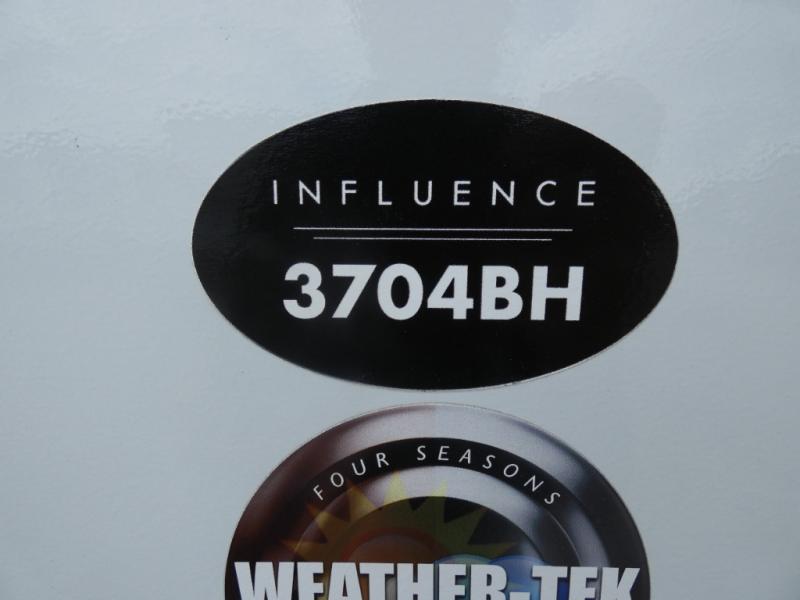 INFLUENCE
3704BH
FOUR SEASONS
WEATHER-TEK